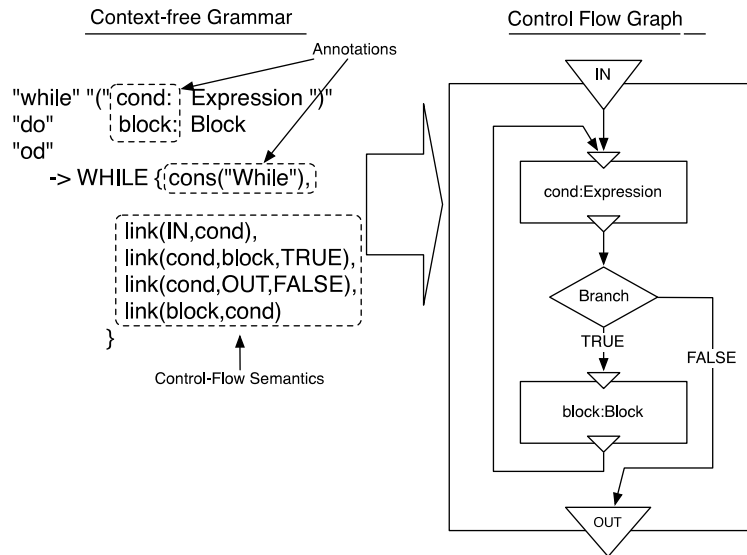 Context-free Grammar
Annotations
"while" "(" cond: Expression ")"
"do" block: Block
"od"
-> WHILE { cons("While"),
link(IN,cond),
link(cond,block,TRUE),
link(cond,OUT,FALSE),
link(block,cond)
}
Control-Flow Semantics
Control Flow Graph
IN
cond:Expression
Branch
TRUE
FALSE
block:Block
OUT